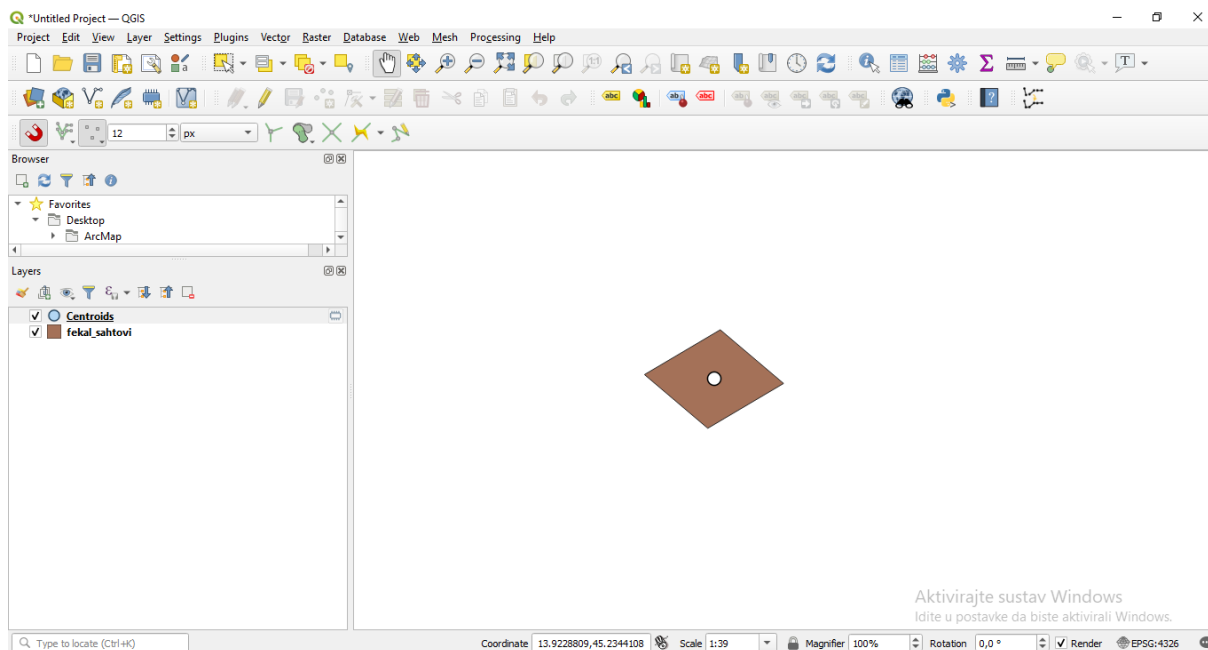 *Untitled Project — QGIS
Project Edit View Layer Settings Plugins Vector Raster Database Web Mesh Processing Help
12 px
Browser
Favorites
Desktop
ArcMap
Layers
Centroids
fekal_sahtovi
Aktivirajte sustav Windows
Idite u postavke da biste aktivirali Windows.
Type to locate (Ctrl+K) Coordinate 13.9228809,45.2344108 Scale 1:39 Magnifier 100% Rotation 0,0 ° Render EPSG:4326